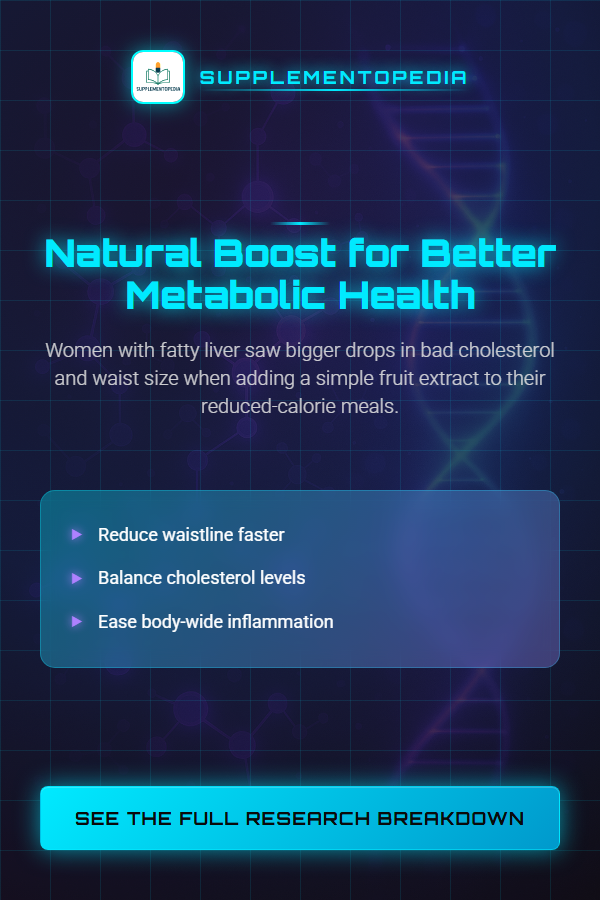 SUPPLEMENTOPEDIA
SUPPLEMENTOPEDIA
Natural Boost for Better
Metabolic Health
Women with fatty liver saw bigger drops in bad cholesterol
and waist size when adding a simple fruit extract to their
reduced-calorie meals.
Reduce waistline faster
Balance cholesterol levels
Ease body-wide inflammation
SEE THE FULL RESEARCH BREAKDOWN